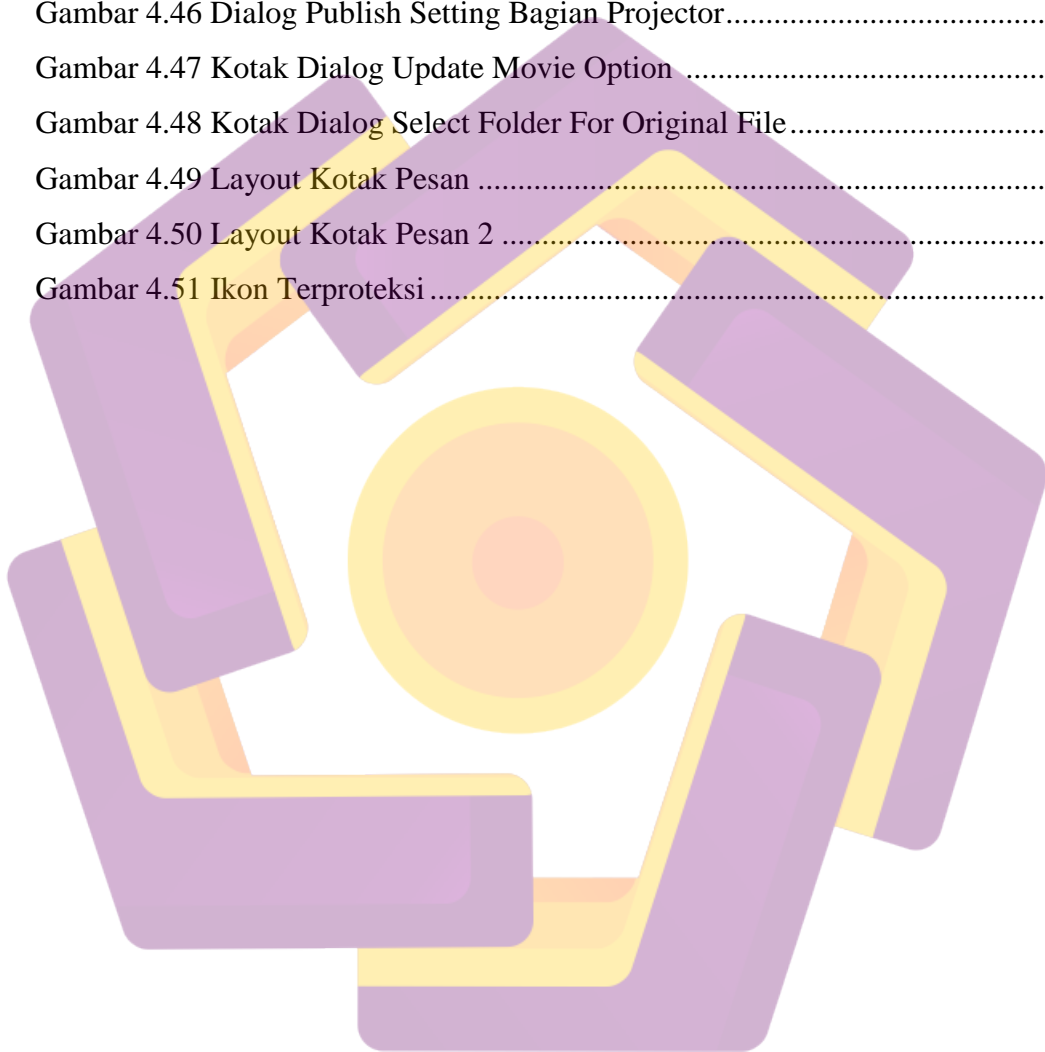 Gambar 4.46 Dialog Publish Setting Bagian Projector.......................................
Gambar 4.47 Kotak Dialog Update Movie Option ............................................
Gambar 4.48 Kotak Dialog Select Folder For Original File...............................
Gambar 4.49 Layout Kotak Pesan .....................................................................
Gambar 4.50 Layout Kotak Pesan 2 ..................................................................
Gambar 4.51 Ikon Terproteksi...........................................................................